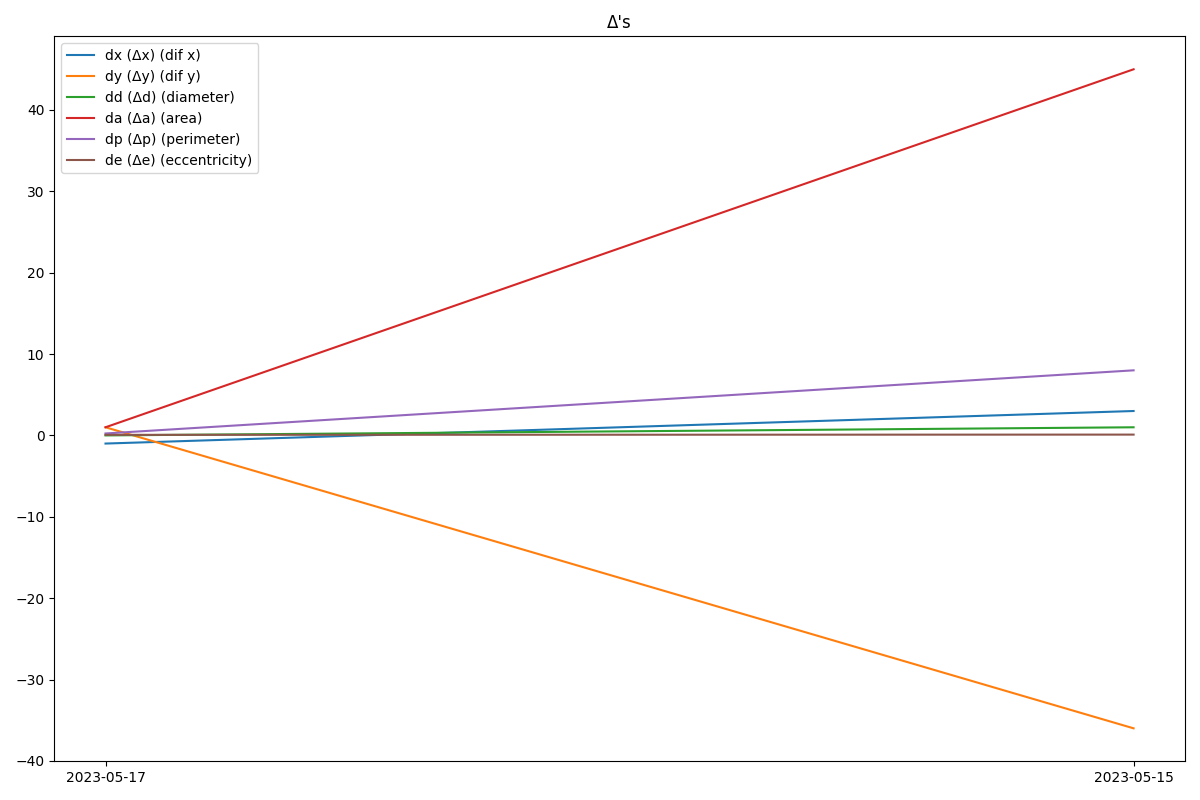 Δ's
dx (Δx) (dif x)
dy (Δy) (dif y)
dd (Δd) (diameter)
da (Δa) (area)
dp (Δp) (perimeter)
de (Δe) (eccentricity)
40
30
20
10
0
−10
−20
−30
−40
2023-05-17 2023-05-15